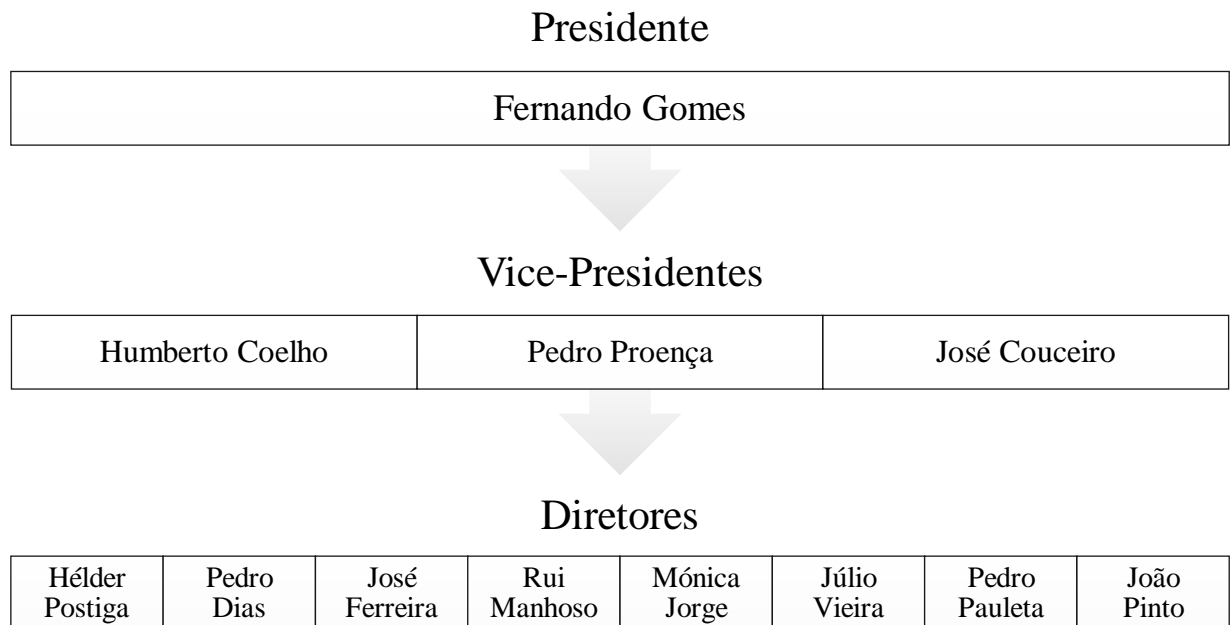 Presidente
Fernando Gomes
Vice-Presidentes
Humberto Coelho
Pedro Proença
José Couceiro
Diretores
Hélder
Postiga
Pedro
Dias
José
Ferreira
Rui
Manhoso
Mónica
Jorge
Júlio
Vieira
Pedro
Pauleta
João
Pinto